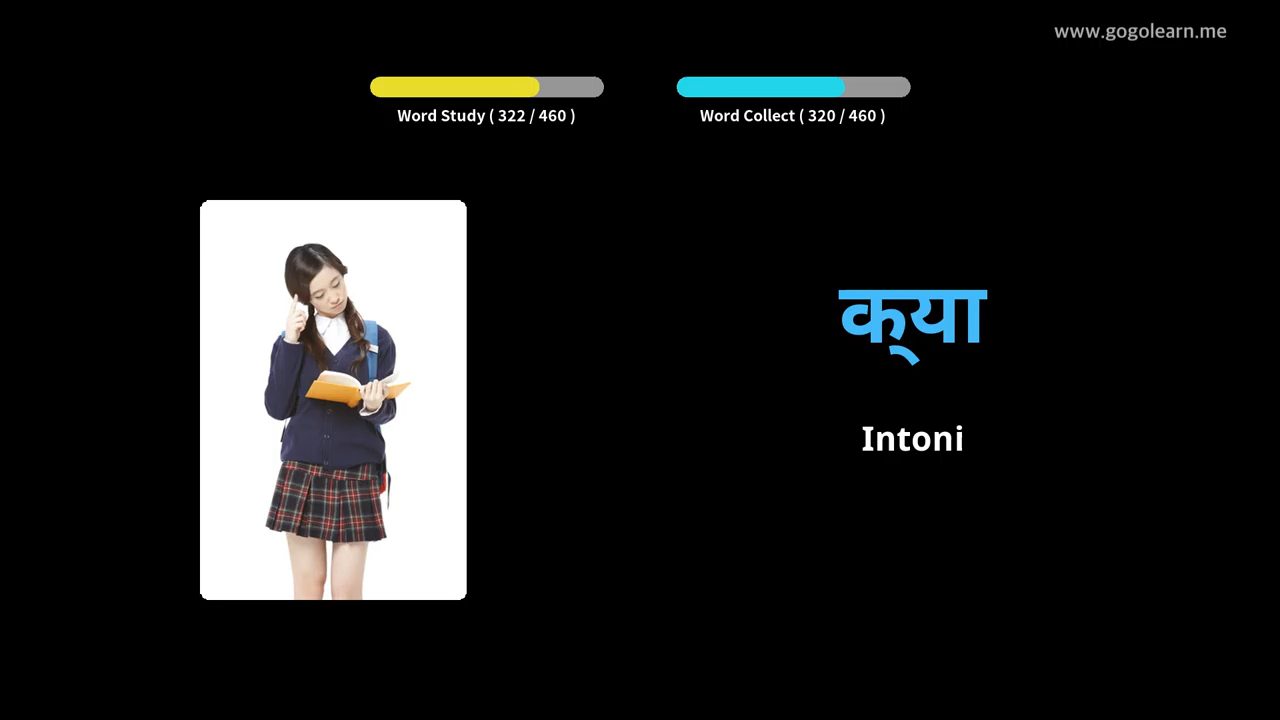 www.gogolearn.me
Word Study ( 322 / 460 )
Word Collect ( 320 / 460 )
क्या
Intoni